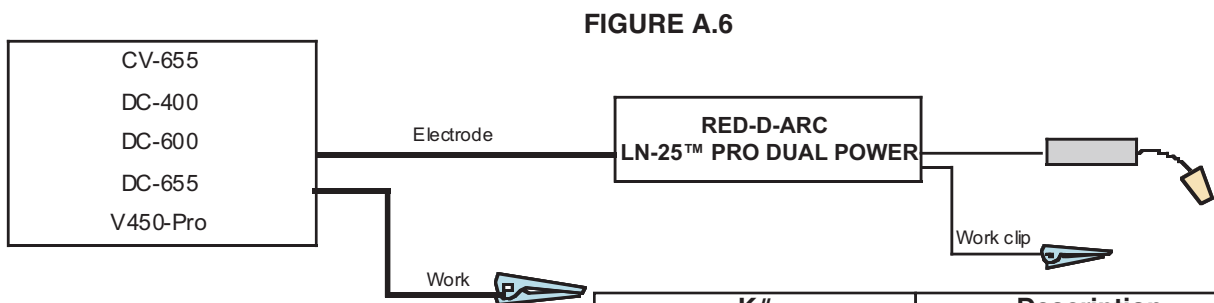 FIGURE A.6
CV-655
DC-400
DC-600
DC-655
V450-Pro
Electrode
RED-D-ARC
LN-25™ PRO DUAL POWER
Work clip
Work
K# Description